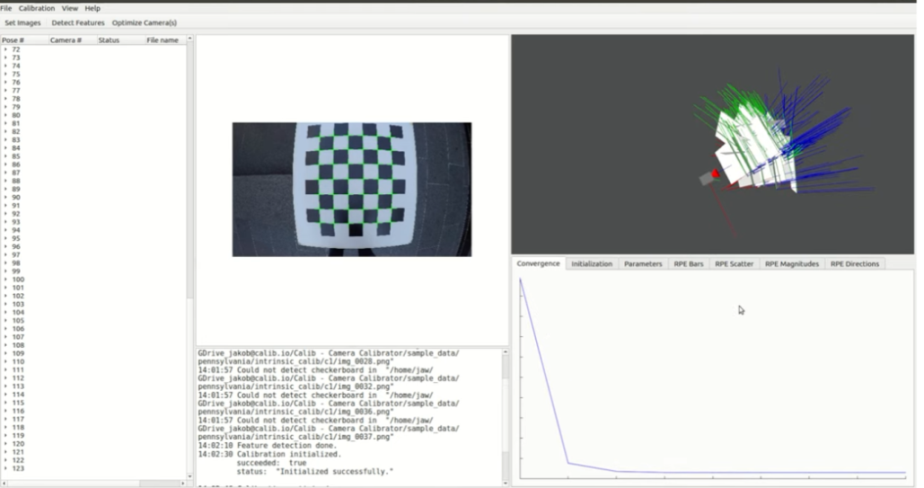 File Calibration View Help
Set Images Detect Features Optimize Camera(s)
Pose # Camera # Status File name
72
73
74
75
76
77
78
79
80
81
82
83
84
85
86
87
88
89
90
91
92
93
94
95
96
97
98
99
100
101
102
103
104
105
106
107
108
109
110
111
112
113
114
115
116
117
118
119
120
121
122
123
GDrive_jakob@calib.io/Calib - Camera Calibrator/sample_data/
pennsylvania/intrinsic_calib/c1/img_0028.png"
14:01:57 Could not detect checkerboard in "/home/jaw/
GDrive_jakob@calib.io/Calib - Camera Calibrator/sample_data/
pennsylvania/intrinsic_calib/c1/img_0032.png"
14:01:57 Could not detect checkerboard in "/home/jaw/
GDrive_jakob@calib.io/Calib - Camera Calibrator/sample_data/
pennsylvania/intrinsic_calib/c1/img_0036.png"
14:01:57 Could not detect checkerboard in "/home/jaw/
GDrive_jakob@calib.io/Calib - Camera Calibrator/sample_data/
pennsylvania/intrinsic_calib/c1/img_0037.png"
14:02:10 Feature detection done.
14:02:30 Calibration initialized.
succeeded: true
status: "Initialized successfully."
Convergence Initialization Parameters RPE Bars RPE Scatter RPE Magnitudes RPE Directions